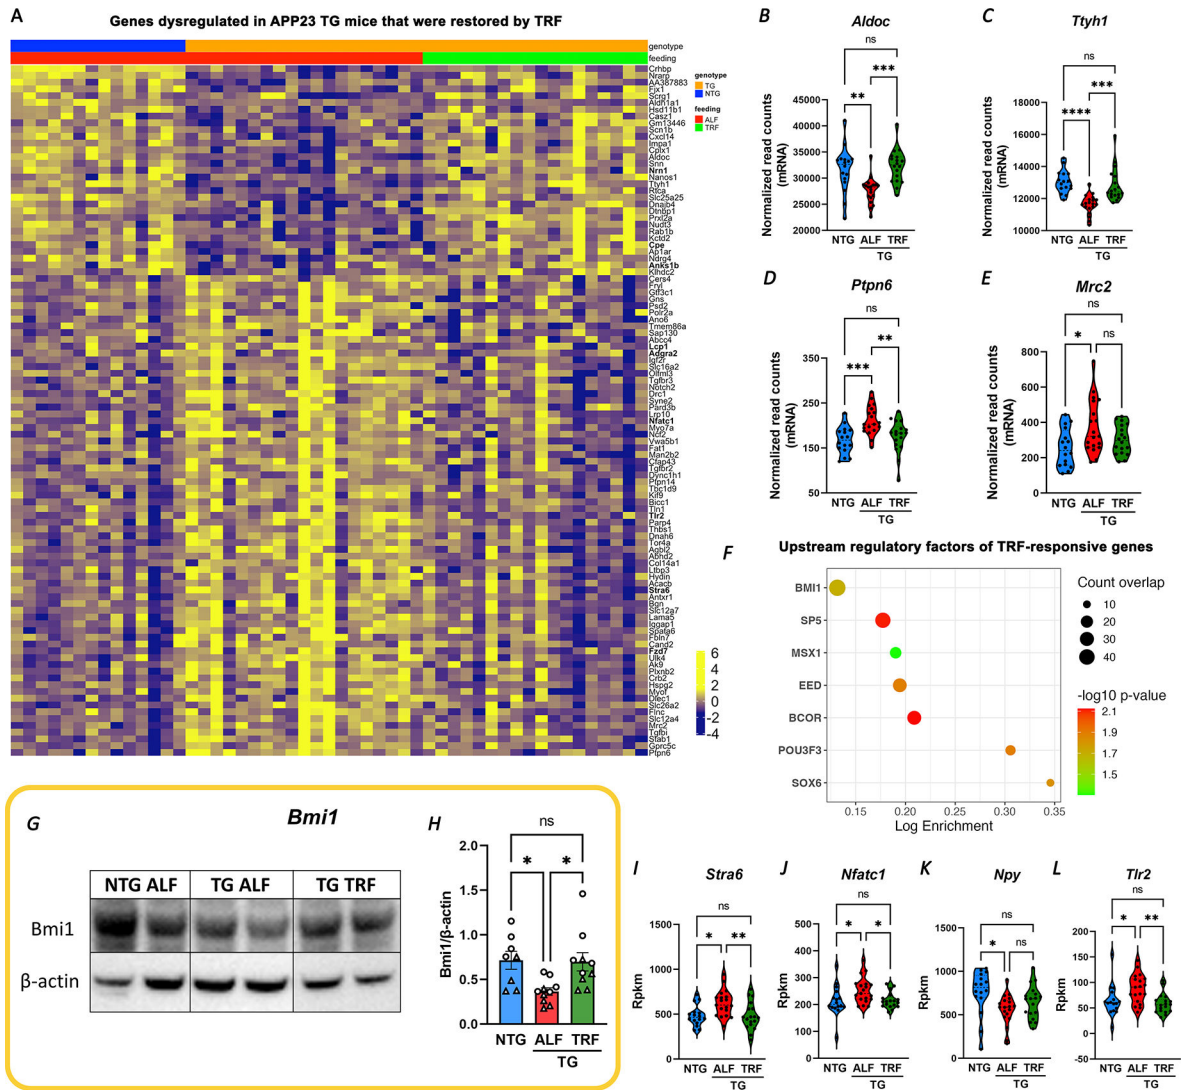 A
Genes dysregulated in APP23 TG mice that were restored by TRF
genotype
feeding
Crhbp
Nrarp
AA387883
Fjx1
Scrg1
Aldh1a1
Hsd11b1
Casz1
Gm13446
Scn1b
Cxcl14
Impa1
Cplx1
Aldoc
Snn
Nrn1
Nanos1
Ttyh1
Rtca
Slc25a25
Dnajb4
Dtnbp1
Prxl2a
Nudt3
Rab1b
Kctd2
Cpe
Ap1ar
Ndrg4
Anks1b
Klhdc2
Cers4
Fryl
Gtf3c1
Gns
Psd2
Polr2a
Ano6
Tmem86a
Sap130
Abcc4
Lcp1
Adgra2
Igf2r
Slc16a2
Olfml3
Tgfbr3
Notch2
Drc1
Syne2
Pard3b
Lrp10
Nfatc1
Myo7a
Ncf2
Vwa5b1
Fat1
Man2b2
Cfap43
Tgfbr2
Dync1h1
Ptpn14
Tbc1d9
Kif9
Bicc1
Tln1
Tlr2
Parp4
Thbs1
Dnah6
Tor4a
Agbl2
Abhd2
Col14a1
Ltbp3
Hydin
Acacb
Stra6
Antxr1
Bgn
Slc12a7
Lama5
Iqgap1
Spata6
Fbln7
Cand2
Fzd7
Ulk4
Ak9
Plxnb2
Crb2
Hspg2
Myof
Dlec1
Slc26a2
Flnc
Slc12a4
Mrc2
Tgfbi
Stab1
Gprc5c
Ptpn6
genotype
TG
NTG
feeding
ALF
TRF
6
4
2
0
-2
-4
B
Aldoc
ns
***
**
Normalized read counts
(mRNA)
45000
40000
35000
30000
25000
20000
NTG ALF TRF
TG
C
Ttyh1
ns
***
****
Normalized read counts
(mRNA)
18000
16000
14000
12000
10000
NTG ALF TRF
TG
D
Ptpn6
ns
**
***
Normalized read counts
(mRNA)
350
250
150
50
NTG ALF TRF
TG
E
Mrc2
ns
* ns
Normalized read counts
(mRNA)
800
600
400
200
0
NTG ALF TRF
TG
F
Upstream regulatory factors of TRF-responsive genes
BMI1
SP5
MSX1
EED
BCOR
POU3F3
SOX6
0.15 0.20 0.25 0.30 0.35
Log Enrichment
Count overlap
10
20
30
40
-log10 p-value
2.1
1.9
1.7
1.5
G
Bmi1
NTG ALF TG ALF TG TRF
Bmi1
β-actin
H
ns
* *
Bmi1/β-actin
2.0
1.5
1.0
0.5
0.0
NTG ALF TRF
TG
I
Stra6
ns
* **
Rpkm
1500
1000
500
0
NTG ALF TRF
TG
J
Nfatc1
ns
* *
Rpkm
500
400
300
200
100
0
NTG ALF TRF
TG
K
Npy
ns
* ns
Rpkm
1500
1000
500
0
NTG ALF TRF
TG
L
Tlr2
ns
* **
Rpkm
200
150
100
50
0
-50
NTG ALF TRF
TG